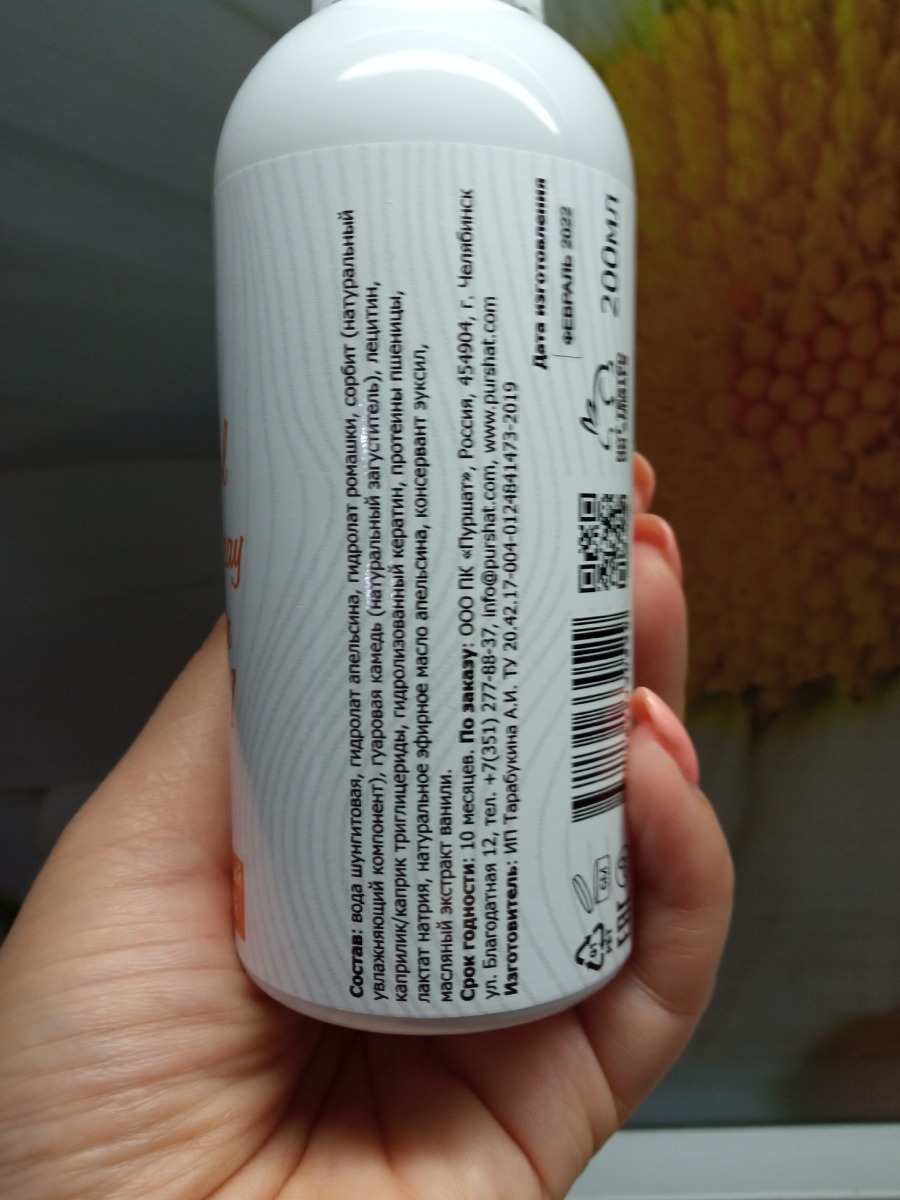 Состав: вода шунгитовая, гидролат апельсина, гидролат ромашки, сорбит (натуральный
увлажняющий компонент), гуаровая камедь (натуральный загуститель), лецитин,
каприлик/каприк триглицериды, гидролизованный кератин, протеины пшеницы,
лактат натрия, натуральное эфирное масло апельсина, консервант эуксил,
масляный экстракт ванили.
Срок годности: 10 месяцев. По заказу: ООО ПК «Пуршат», Россия, 454904, г. Челябинск
ул. Благодатная 12, тел. +7(351) 277-88-37, info@purshat.com, www.purshat.com
Изготовитель: ИП Тарабукина А.И. ТУ 20.42.17-004-0124841473-2019
Дата изготовления
ФЕВРАЛЬ 2022
200мл
01
PET
6M
EAC